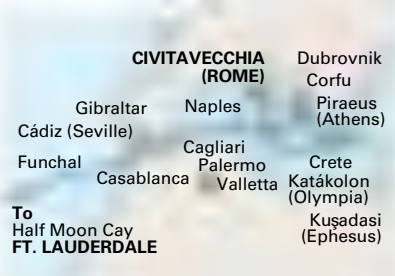 CIVITAVECCHIA
(ROME)
Dubrovnik
Corfu
Gibraltar
Naples
Piraeus
(Athens)
Cádiz (Seville)
Cagliari
Funchal
Palermo
Crete
Casablanca
Valletta
Katákolon
(Olympia)
To
Half Moon Cay
FT. LAUDERDALE
Kuşadasi
(Ephesus)